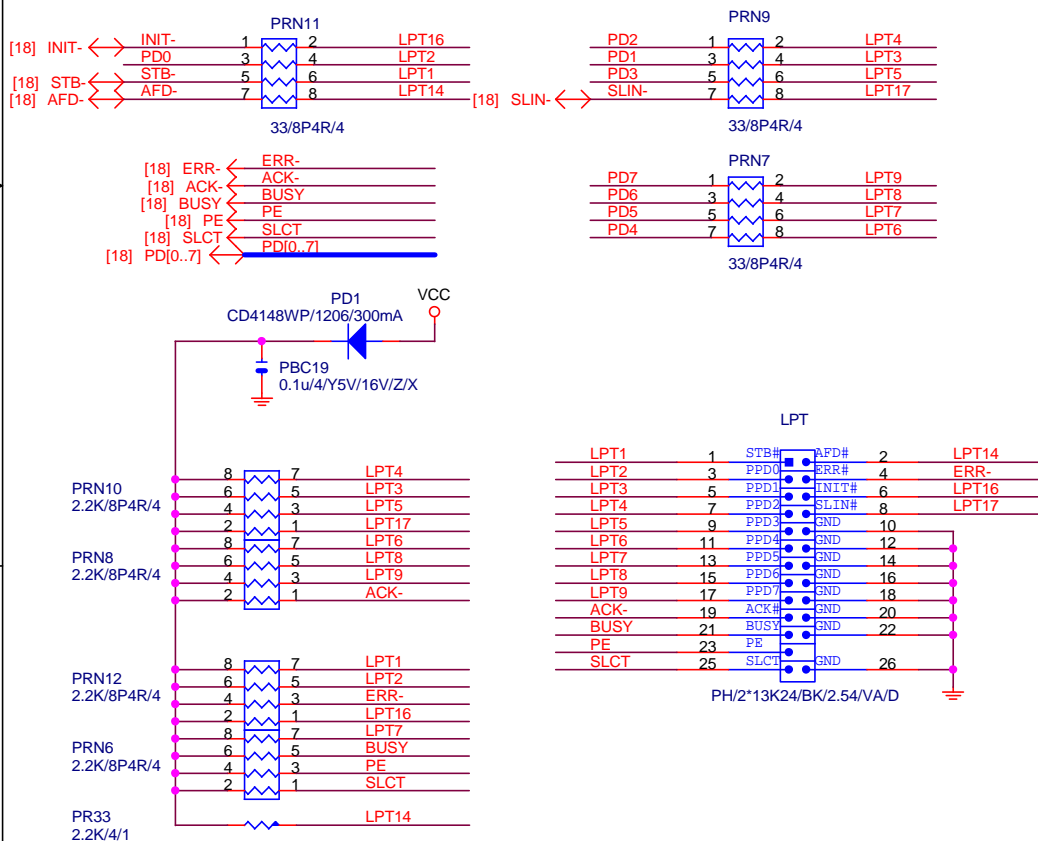 PRN11
[18] INIT- INIT- 1 2 LPT16
PD0 3 4 LPT2
[18] STB- STB- 5 6 LPT1
[18] AFD- AFD- 7 8 LPT14
33/8P4R/4
PRN9
PD2 1 2 LPT4
PD1 3 4 LPT3
PD3 5 6 LPT5
[18] SLIN- SLIN- 7 8 LPT17
33/8P4R/4
[18] ERR- ERR-
[18] ACK- ACK-
[18] BUSY BUSY
[18] PE PE
[18] SLCT SLCT
[18] PD[0..7] PD[0..7]
PRN7
PD7 1 2 LPT9
PD6 3 4 LPT8
PD5 5 6 LPT7
PD4 7 8 LPT6
33/8P4R/4
PD1
CD4148WP/1206/300mA
VCC
PBC19
0.1u/4/Y5V/16V/Z/X
PRN10
2.2K/8P4R/4
8 7 LPT4
6 5 LPT3
4 3 LPT5
2 1 LPT17
PRN8
2.2K/8P4R/4
8 7 LPT6
6 5 LPT8
4 3 LPT9
2 1 ACK-
PRN12
2.2K/8P4R/4
8 7 LPT1
6 5 LPT2
4 3 ERR-
2 1 LPT16
PRN6
2.2K/8P4R/4
8 7 LPT7
6 5 BUSY
4 3 PE
2 1 SLCT
PR33
2.2K/4/1
LPT14
LPT
LPT1 1 STB# AFD# 2 LPT14
LPT2 3 PPD0 ERR# 4 ERR-
LPT3 5 PPD1 INIT# 6 LPT16
LPT4 7 PPD2 SLIN# 8 LPT17
LPT5 9 PPD3 GND 10
LPT6 11 PPD4 GND 12
LPT7 13 PPD5 GND 14
LPT8 15 PPD6 GND 16
LPT9 17 PPD7 GND 18
ACK- 19 ACK# GND 20
BUSY 21 BUSY GND 22
PE 23 PE
SLCT 25 SLCT GND 26
PH/2*13K24/BK/2.54/VA/D